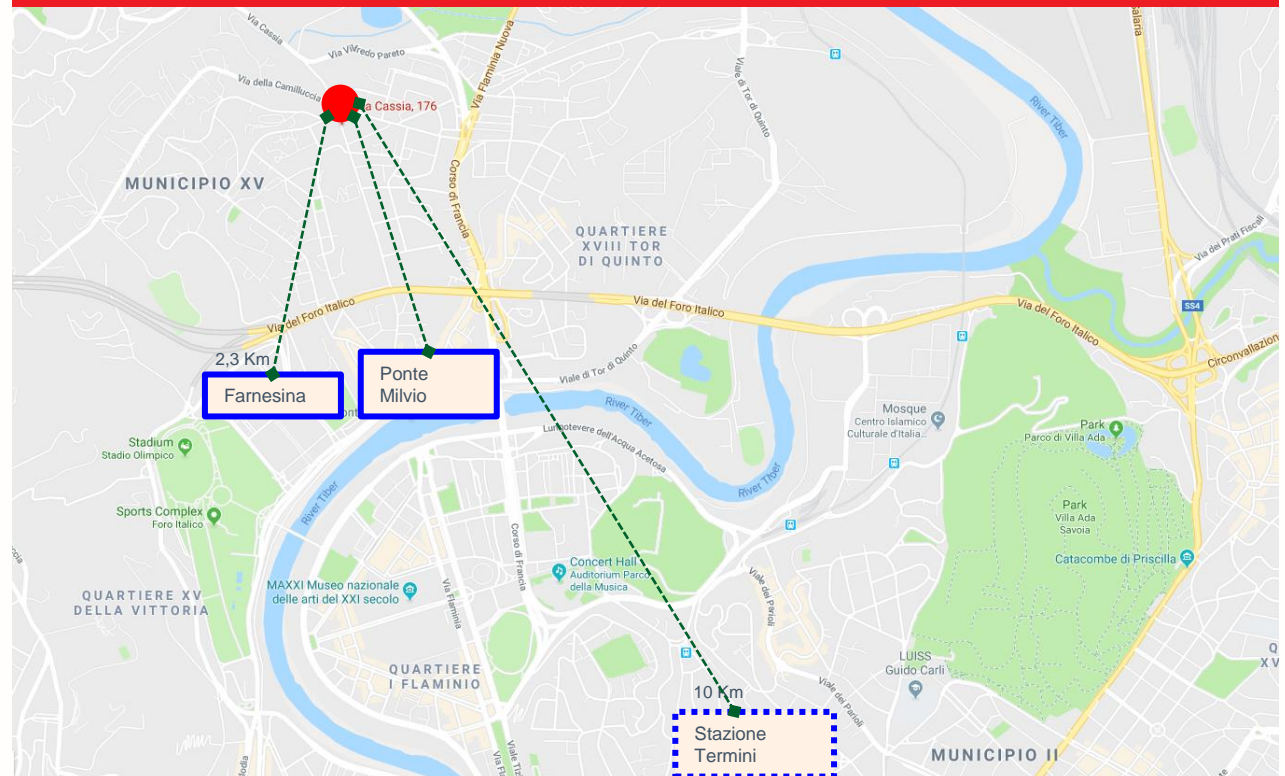 Via Cassia
Via Vilfredo Pareto
Via Flaminia Nuova
Viale di Tor di Quinto
Salaria
Via della Camilluccia
a Cassia, 176
River Tiber
MUNICIPIO XV
Corso di Francia
QUARTIERE
XVIII TOR
DI QUINTO
Via dei Prati Fiscali
Via del Foro Italico
Via del Foro Italico
Via del Foro Italico
SS4
Circonvallazion
2,3 Km
Farnesina
Ponte
Milvio
Viale di Tor di Quinto
River Tiber
Lungotevere dell'Acqua Acetosa
Mosque
Centro Islamico
Culturale d'Italia...
Park
Parco di Villa Ada
Stadium
Stadio Olimpico
River Tiber
River Tiber
Sports Complex
Foro Italico
Park
Villa Ada
Savoia
Corso di Francia
Catacombe di Priscilla
Concert Hall
Auditorium Parco
della Musica
MAXXI Museo nazionale
delle arti del XXI secolo
Via Flaminia
Viale dei Parioli
QUARTIERE XV
DELLA VITTORIA
QUARTIERE
I FLAMINIO
LUISS
Guido Carli
Viale dei Parioli
10 Km
Stazione
Termini
MUNICIPIO II